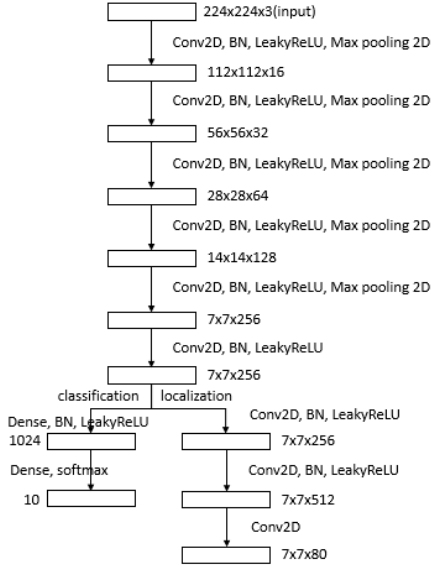 224x224x3(input)
Conv2D, BN, LeakyReLU, Max pooling 2D
112x112x16
Conv2D, BN, LeakyReLU, Max pooling 2D
56x56x32
Conv2D, BN, LeakyReLU, Max pooling 2D
28x28x64
Conv2D, BN, LeakyReLU, Max pooling 2D
14x14x128
Conv2D, BN, LeakyReLU, Max pooling 2D
7x7x256
Conv2D, BN, LeakyReLU
7x7x256
classification localization
Conv2D, BN, LeakyReLU
Dense, BN, LeakyReLU
1024 7x7x256
Dense, softmax Conv2D, BN, LeakyReLU
10 7x7x512
Conv2D
7x7x80